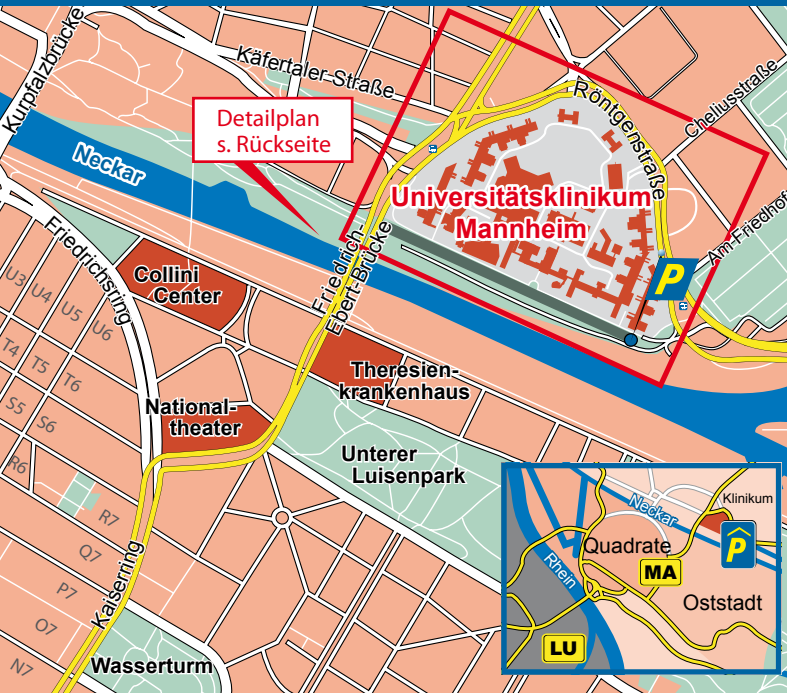 Kurpfalzbrücke
Käfertaler-Straße
Detailplan
s. Rückseite
Röntgenstraße
Cheliusstraße
Neckar
Universitätsklinikum
Mannheim
Am Friedhof
P
Friedrich-
Ebert-Brücke
Friedrichsring
Collini
Center
U3
U4
U5
U6
T4
T5
T6
S5
S6
R6
Theresien-
krankenhaus
National-
theater
Unterer
Luisenpark
R7
Q7
P7
O7
N7
Kaiserring
Wasserturm
Klinikum
Neckar
P
Quadrate
MA
Rhein
Oststadt
LU